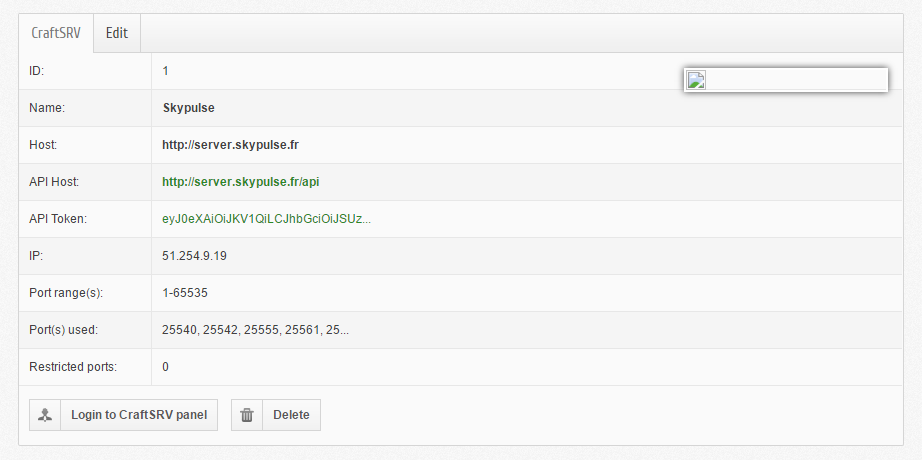 CraftSRV Edit
ID: 1
Name: Skypulse
Host: http://server.skypulse.fr
API Host: http://server.skypulse.fr/api
API Token: eyJ0eXAiOiJKV1QiLCJhbGciOiJSUz...
IP: 51.254.9.19
Port range(s): 1-65535
Port(s) used: 25540, 25542, 25555, 25561, 25...
Restricted ports: 0
Login to CraftSRV panel Delete